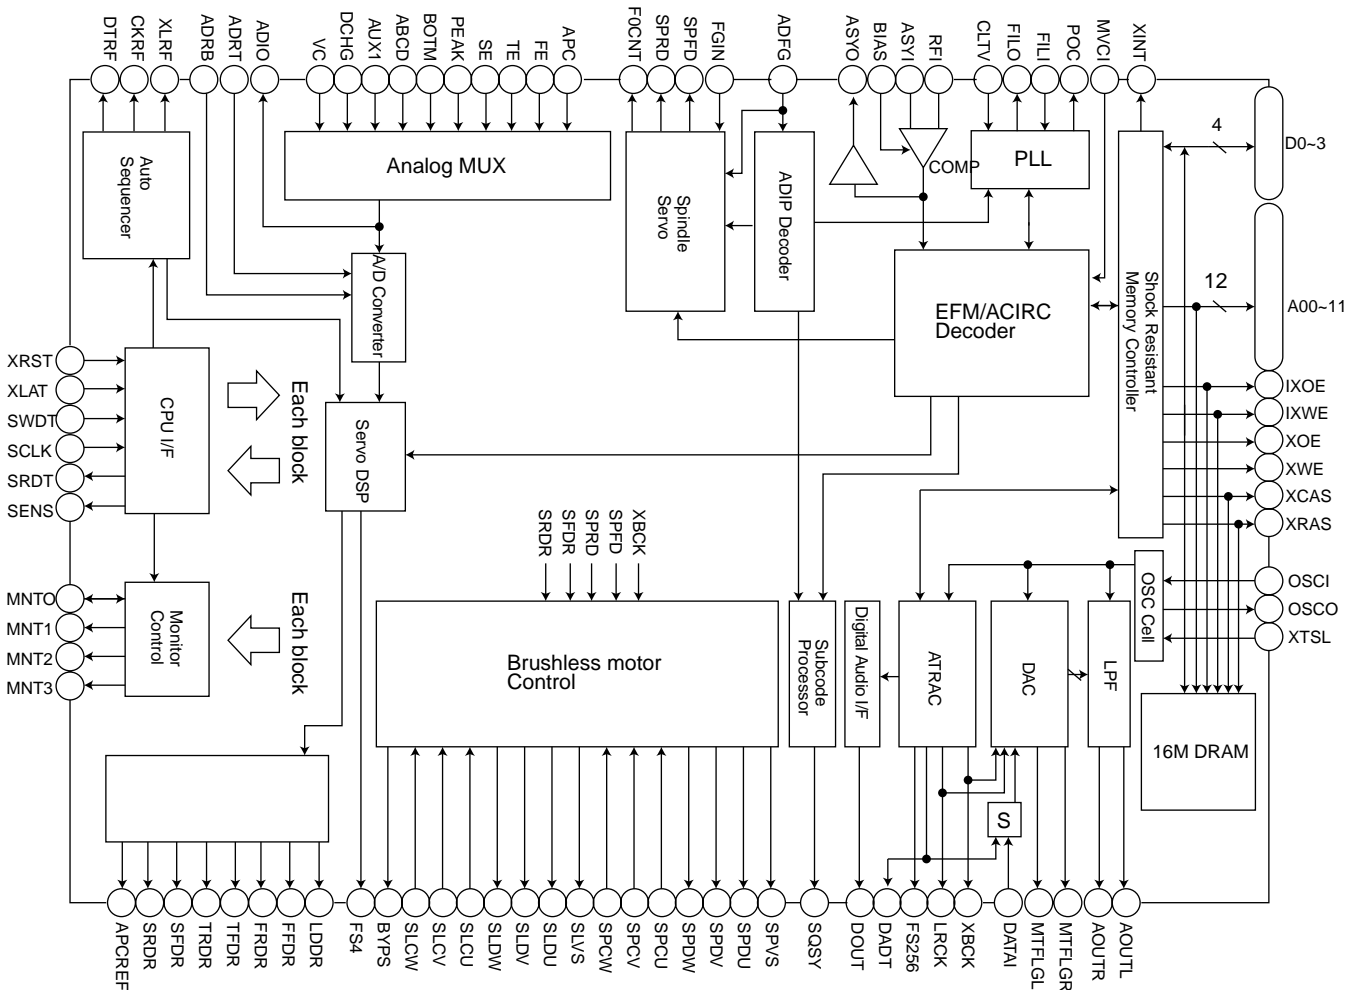 DTRF
CKRF
XLRF
ADRB
ADRT
ADIO
VC
DCHG
AUX1
ABCD
BOTM
PEAK
SE
TE
FE
APC
F0CNT
SPRD
SPFD
FGIN
ADFG
ASYO
BIAS
ASYI
RFI
CLTV
FILO
FILI
POC
MVCI
XINT
4
D0~3
Auto
Sequencer
Analog MUX
Spindle
Servo
ADIP Decoder
COMP
PLL
Shock Resistant
Memory Controller
A/D Converter
EFM/ACIRC
Decoder
12
A00~11
XRST
XLAT
SWDT
SCLK
SRDT
SENS
CPU I/F
Each block
Servo DSP
IXOE
IXWE
XOE
XWE
XCAS
XRAS
SRDR
SFDR
SPRD
SPFD
XBCK
MNTO
MNT1
MNT2
MNT3
Monitor
Control
Each block
Brushless motor
Control
Subcode
Processor
Digital Audio I/F
ATRAC
DAC
LPF
OSC Cell
OSCI
OSCO
XTSL
16M DRAM
S
APCREF
SRDR
SFDR
TRDR
TFDR
FRDR
FFDR
LDDR
FS4
BYPS
SLCW
SLCV
SLCU
SLDW
SLDV
SLDU
SLVS
SPCW
SPCV
SPCU
SPDW
SPDV
SPDU
SPVS
SQSY
DOUT
DADT
FS256
LRCK
XBCK
DATAI
MTFLGL
MTFLGR
AOUTR
AOUTL